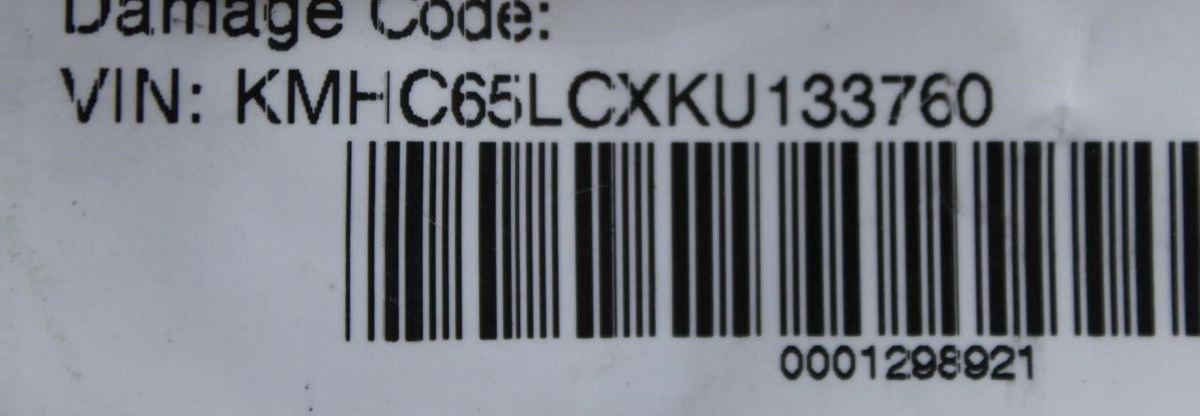 Damage Code:
VIN: KMHC65LCXKU133760
0001298921